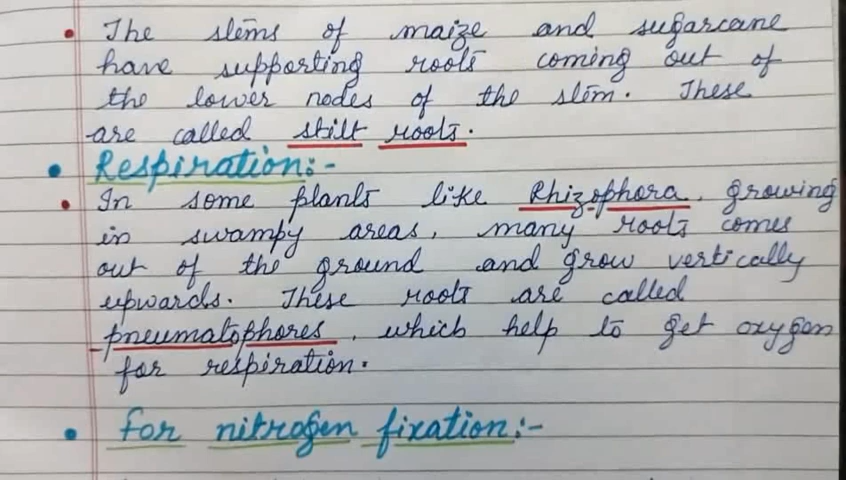 • The stems of maize and sugarcane
have supporting roots coming out of
the lower nodes of the stem. These
are called stilt roots.
• Respiration:-
• In some plants like Rhizophora, growing
in swampy areas, many roots comes
out of the ground and grow vertically
upwards. These roots are called
pneumatophores, which help to get oxygen
for respiration.
• for nitrogen fixation:-